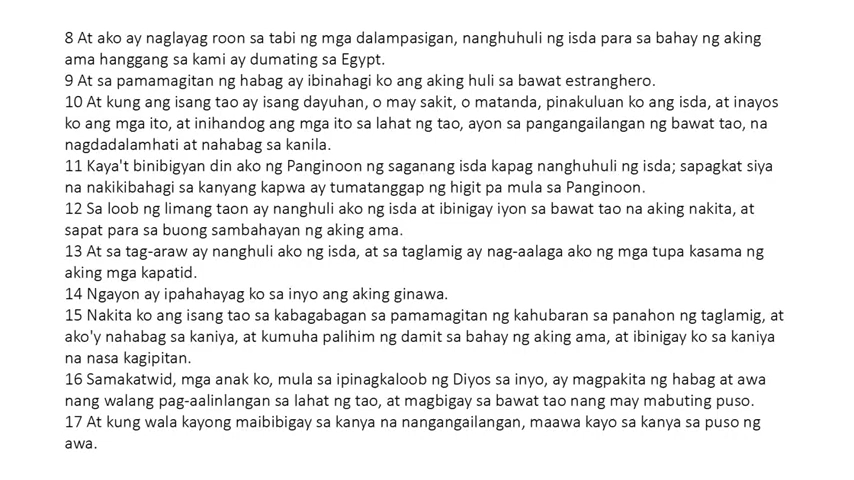 8 At ako ay naglayag roon sa tabi ng mga dalampasigan, nanghuhuli ng isda para sa bahay ng aking
ama hanggang sa kami ay dumating sa Egypt.
9 At sa pamamagitan ng habag ay ibinahagi ko ang aking huli sa bawat estranghero.
10 At kung ang isang tao ay isang dayuhan, o may sakit, o matanda, pinakuluan ko ang isda, at inayos
ko ang mga ito, at inihandog ang mga ito sa lahat ng tao, ayon sa pangangailangan ng bawat tao, na
nagdadalamhati at nahabag sa kanila.
11 Kaya't binibigyan din ako ng Panginoon ng saganang isda kapag nanghuhuli ng isda; sapagkat siya
na nakikibahagi sa kanyang kapwa ay tumatanggap ng higit pa mula sa Panginoon.
12 Sa loob ng limang taon ay nanghuli ako ng isda at ibinigay iyon sa bawat tao na aking nakita, at
sapat para sa buong sambahayan ng aking ama.
13 At sa tag-araw ay nanghuli ako ng isda, at sa taglamig ay nag-aalaga ako ng mga tupa kasama ng
aking mga kapatid.
14 Ngayon ay ipahahayag ko sa inyo ang aking ginawa.
15 Nakita ko ang isang tao sa kabagabagan sa pamamagitan ng kahubaran sa panahon ng taglamig, at
ako'y nahabag sa kaniya, at kumuha palihim ng damit sa bahay ng aking ama, at ibinigay ko sa kaniya
na nasa kagipitan.
16 Samakatwid, mga anak ko, mula sa ipinagkaloob ng Diyos sa inyo, ay magpakita ng habag at awa
nang walang pag-aalinlangan sa lahat ng tao, at magbigay sa bawat tao nang may mabuting puso.
17 At kung wala kayong maibibigay sa kanya na nangangailangan, maawa kayo sa kanya sa puso ng
awa.